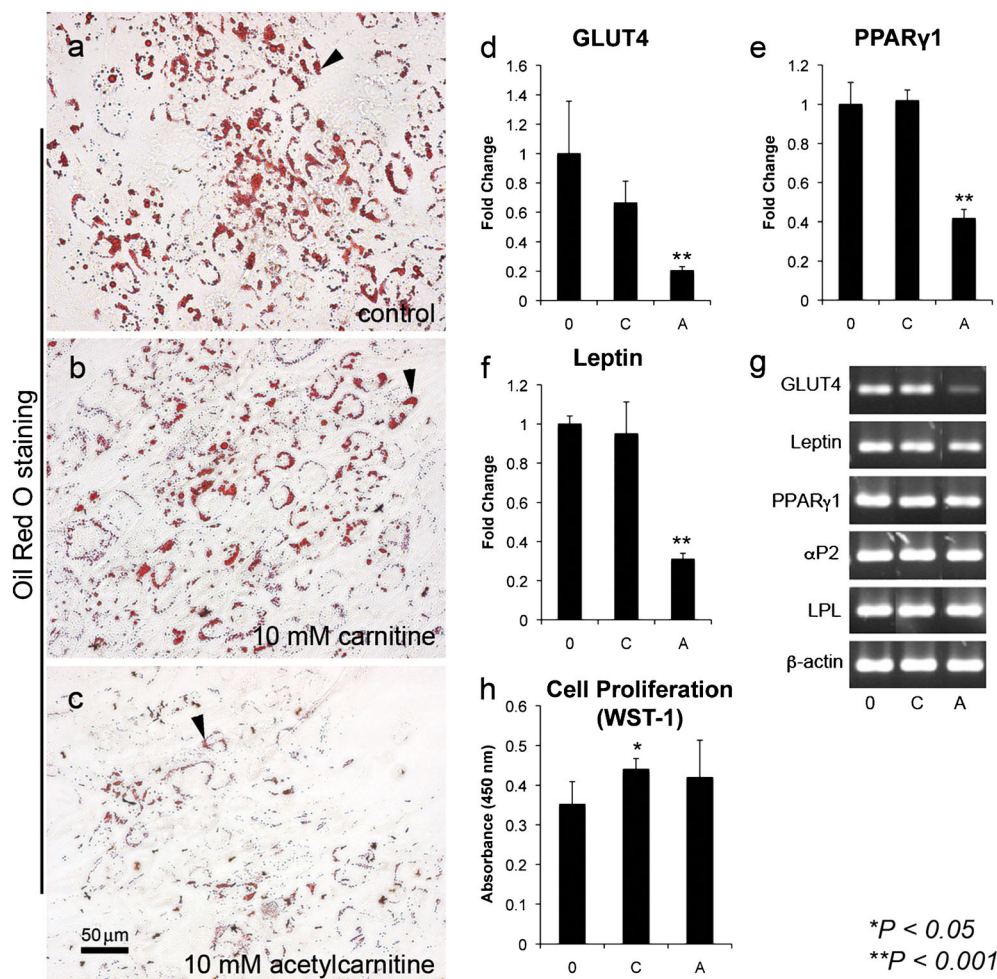 Oil Red O staining
a
control
b
10 mM carnitine
c
50 μm
10 mM acetylcarnitine
d
GLUT4
Fold Change
1.6
1.4
1.2
1
0.8
0.6
0.4
0.2
0
**
0 C A
e
PPARγ1
Fold Change
1.2
1
0.8
0.6
0.4
0.2
0
**
0 C A
f
Leptin
Fold Change
1.2
1
0.8
0.6
0.4
0.2
0
**
0 C A
g
GLUT4
Leptin
PPARγ1
αP2
LPL
β-actin
0 C A
h
Cell Proliferation
(WST-1)
Absorbance (450 nm)
0.6
0.5
0.4
0.3
0.2
0.1
0
*
0 C A
*P < 0.05
**P < 0.001